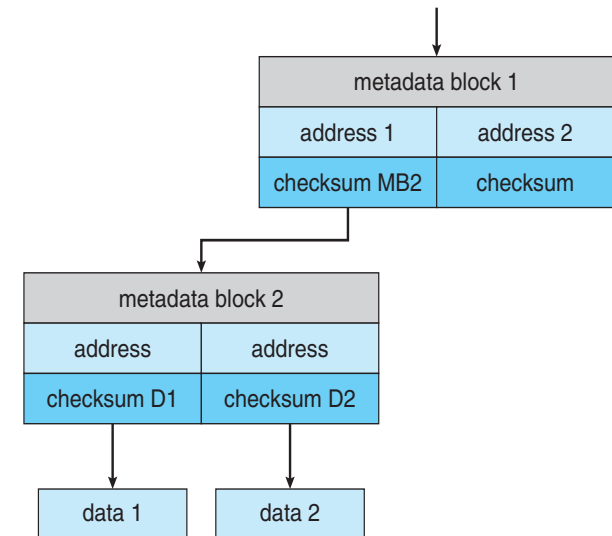 metadata block 1
address 1 address 2
checksum MB2 checksum
metadata block 2
address address
checksum D1 checksum D2
data 1 data 2